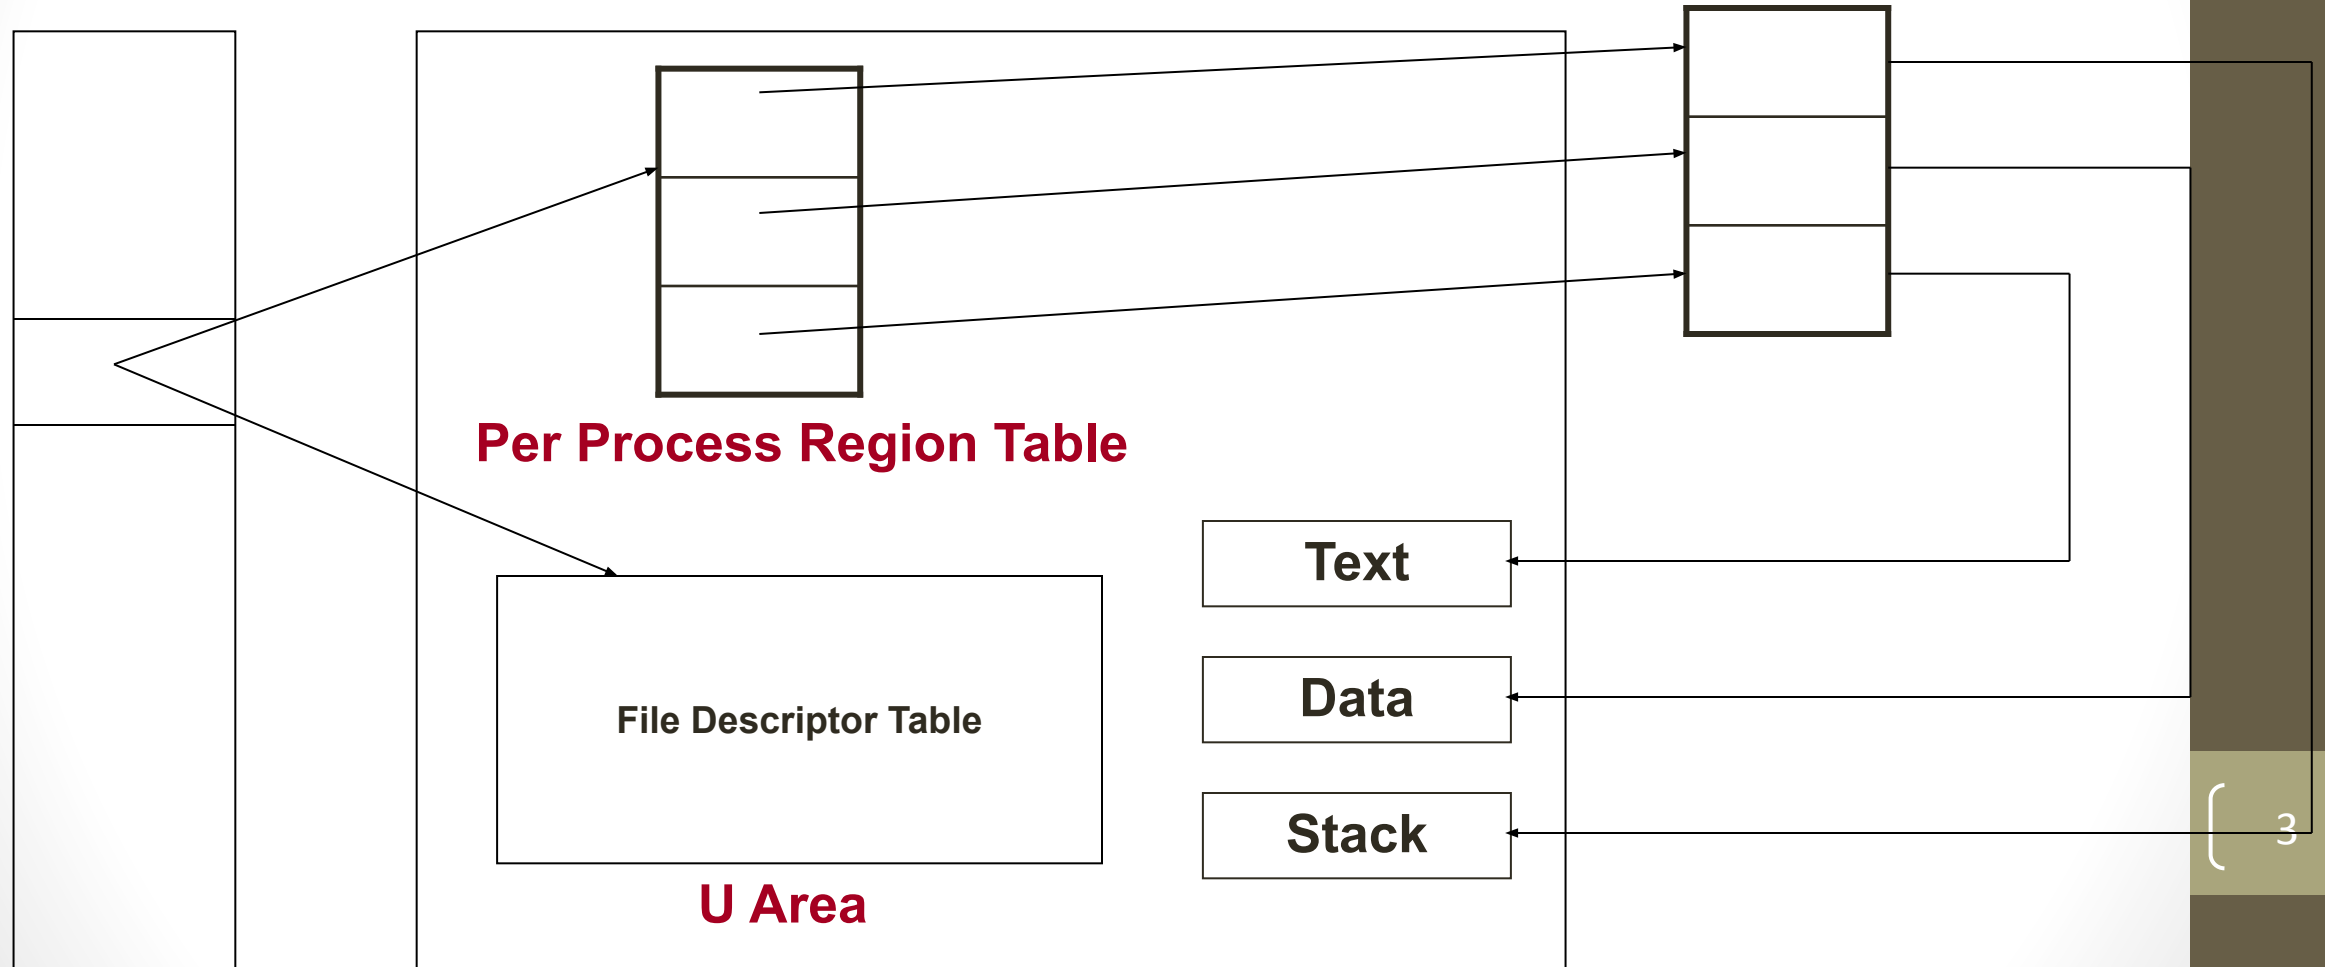 Per Process Region Table
Text
Data
File Descriptor Table
Stack
3
U Area